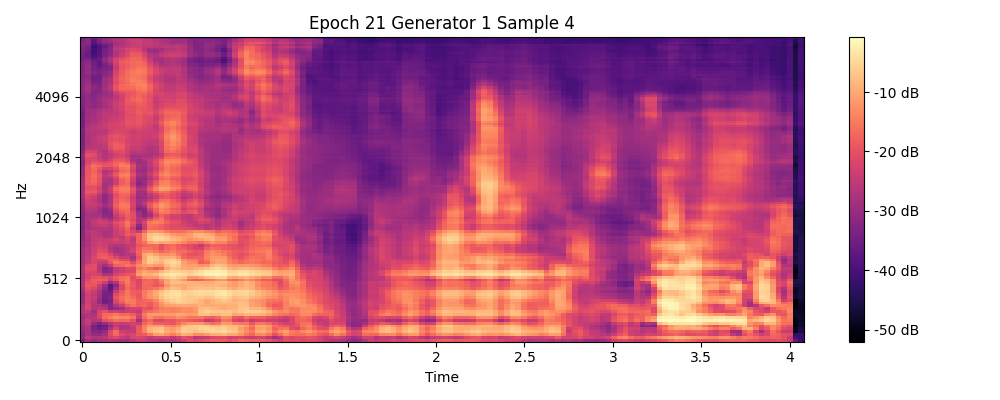 Epoch 21 Generator 1 Sample 4
Hz
4096
2048
1024
512
0
0 0.5 1 1.5 2 2.5 3 3.5 4
Time
-10 dB
-20 dB
-30 dB
-40 dB
-50 dB